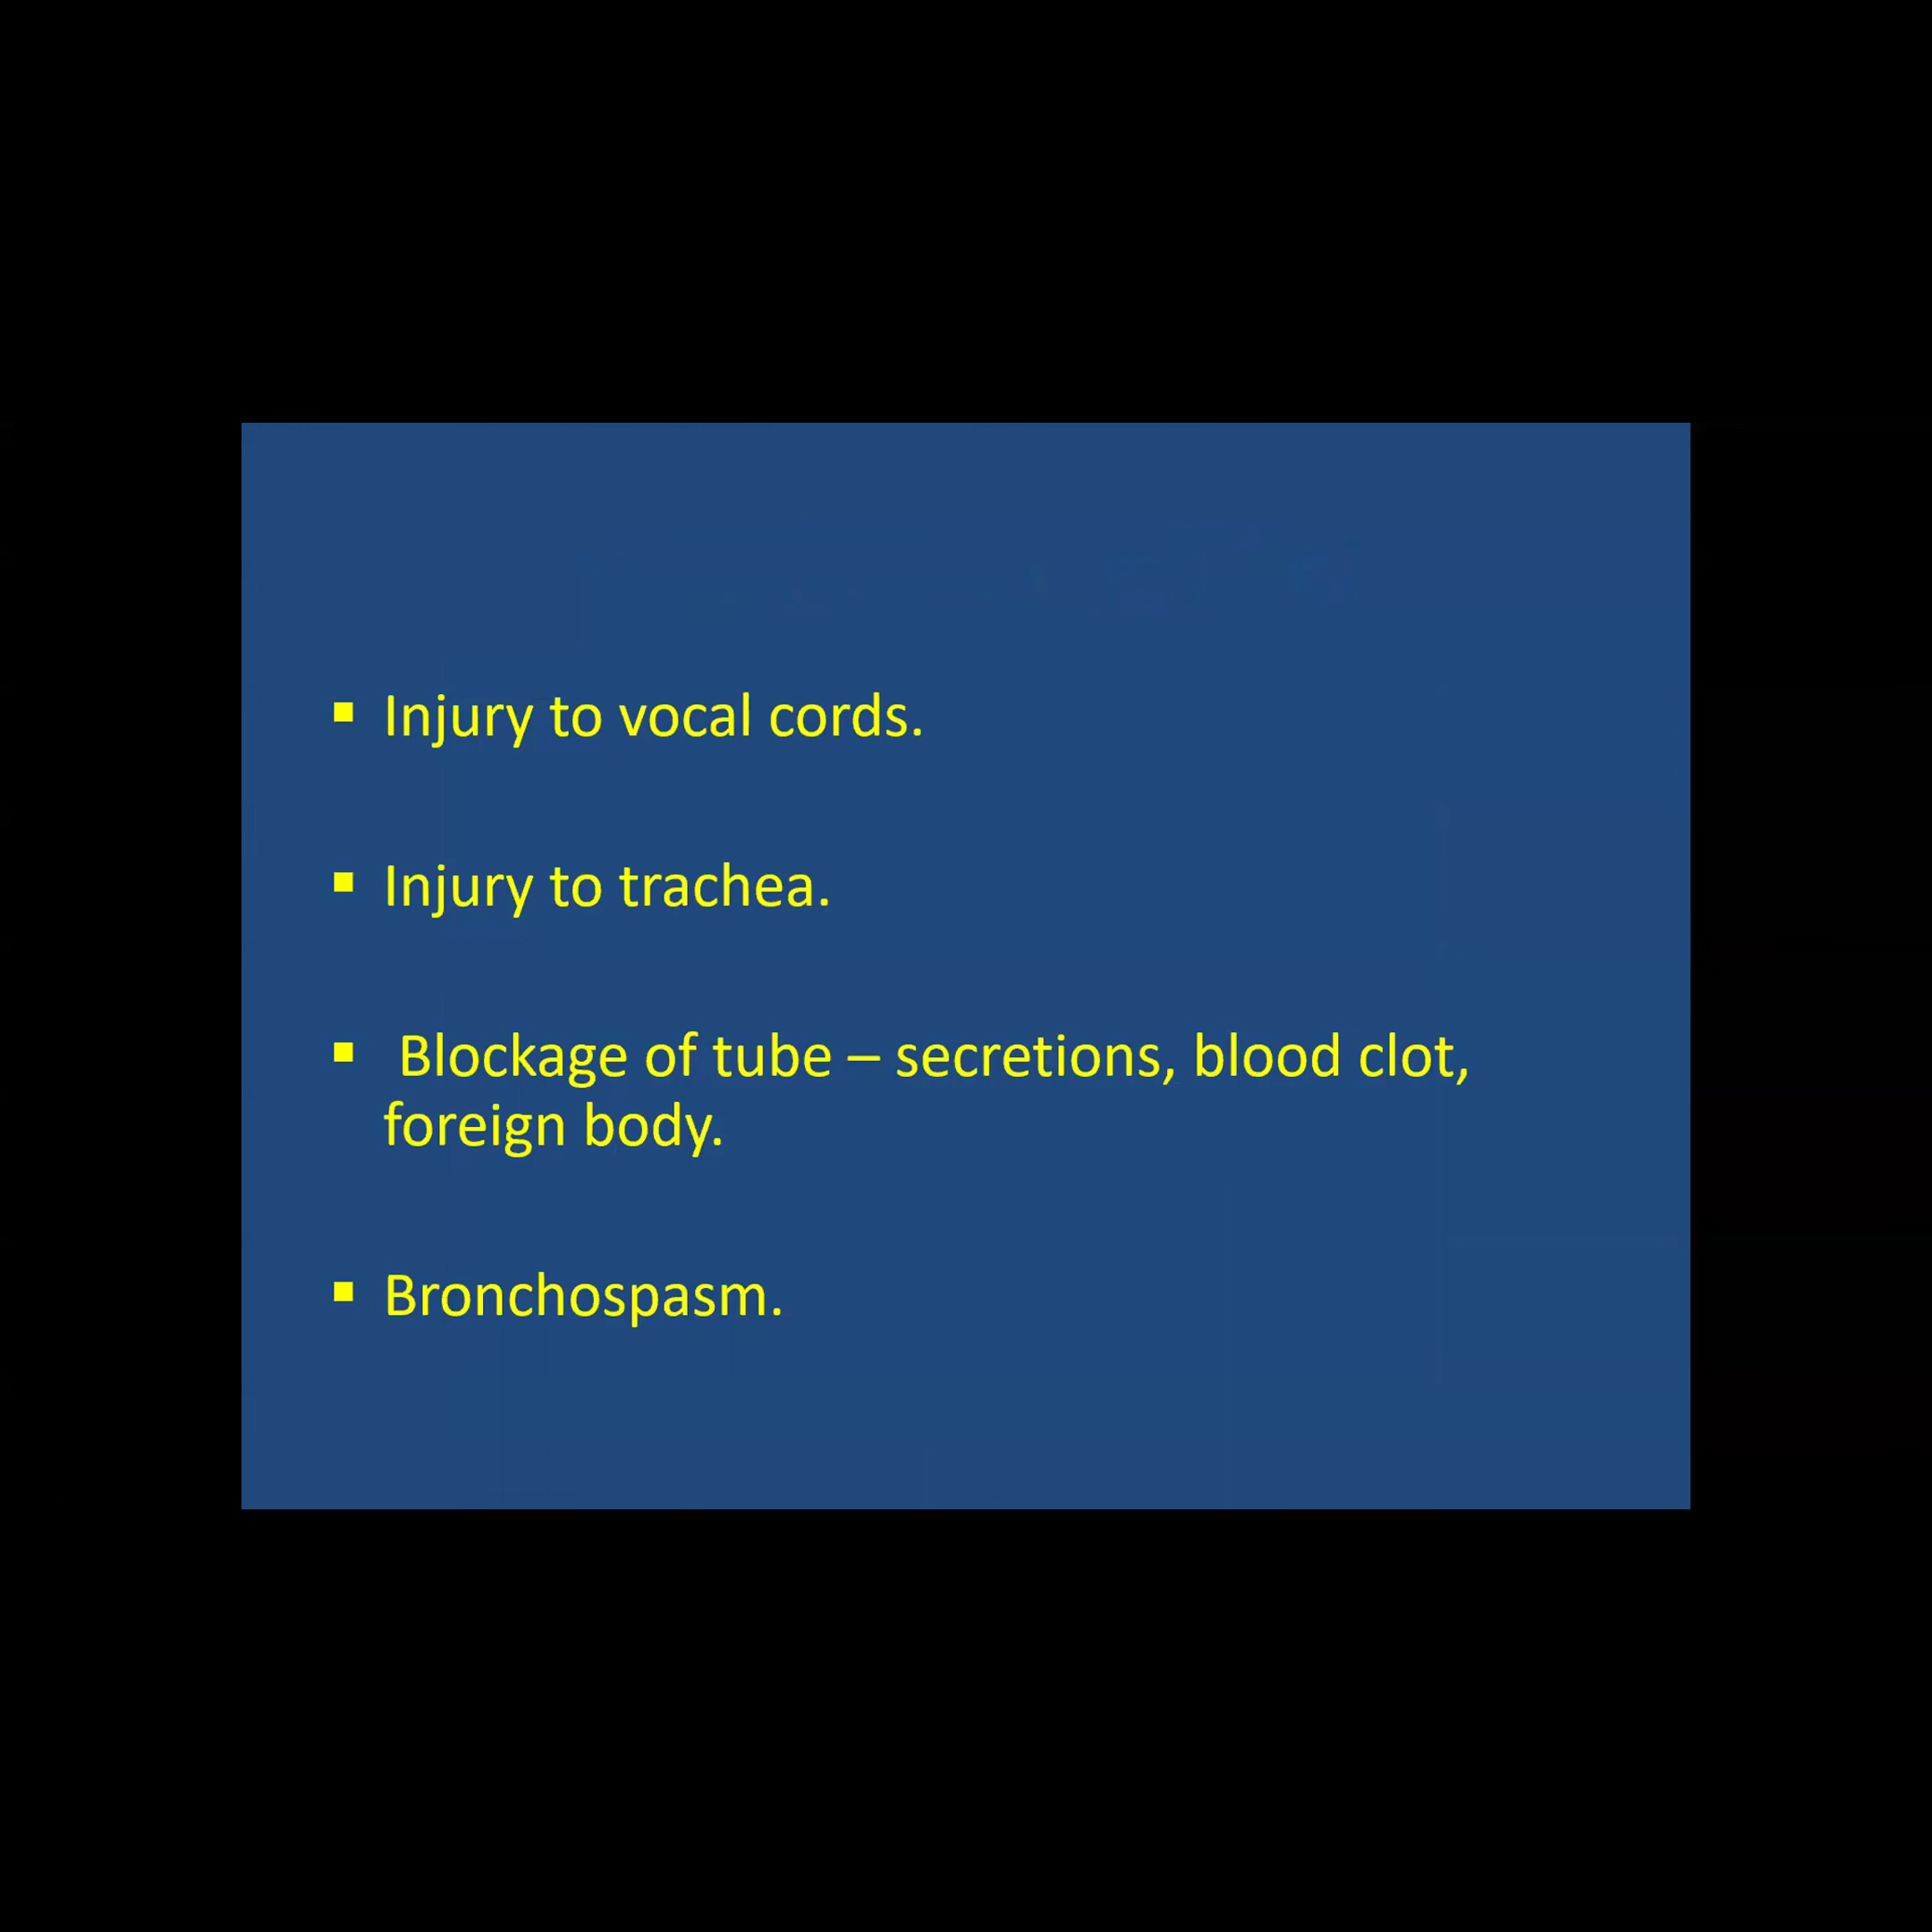 ▪ Injury to vocal cords.
▪ Injury to trachea.
▪ Blockage of tube – secretions, blood clot,
foreign body.
▪ Bronchospasm.